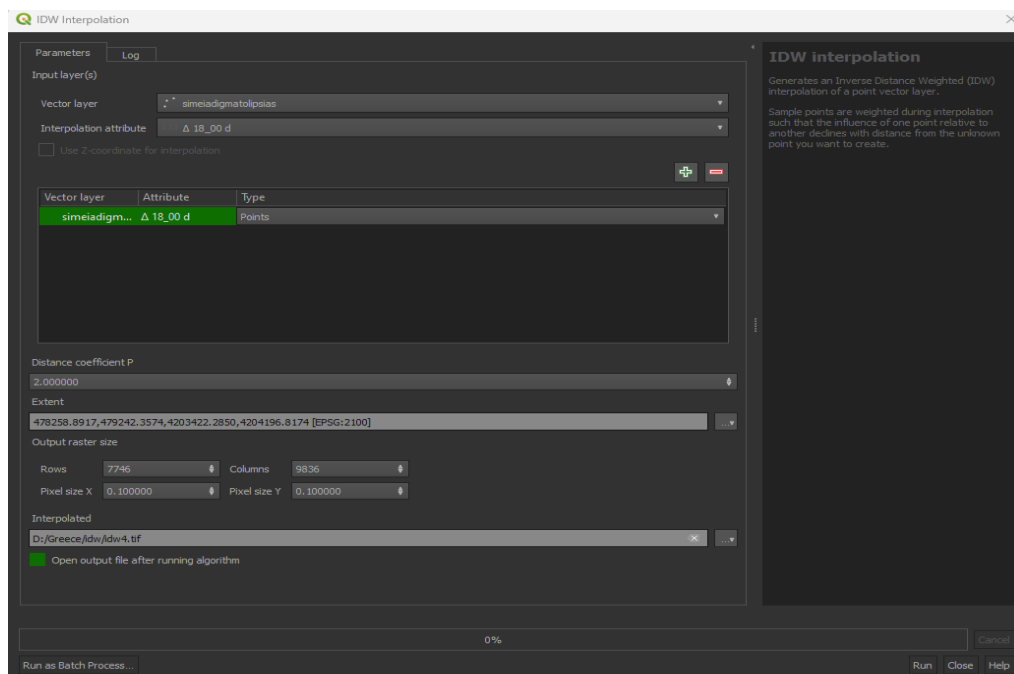 IDW Interpolation
Parameters Log
Input layer(s)
Vector layer simeiadigmatolipsias
Interpolation attribute Δ 18_00 d
Use Z-coordinate for interpolation
Vector layer Attribute Type
simeiadigm... Δ 18_00 d Points
Distance coefficient P
2.000000
Extent
478258.8917,479242.3574,4203422.2850,4204196.8174 [EPSG:2100]
Output raster size
Rows 7746 Columns 9836
Pixel size X 0.100000 Pixel size Y 0.100000
Interpolated
D:/Greece/idw/idw4.tif
Open output file after running algorithm
IDW interpolation
Generates an Inverse Distance Weighted (IDW)
interpolation of a point vector layer.
Sample points are weighted during interpolation
such that the influence of one point relative to
another declines with distance from the unknown
point you want to create.
0% Cancel
Run as Batch Process... Run Close Help